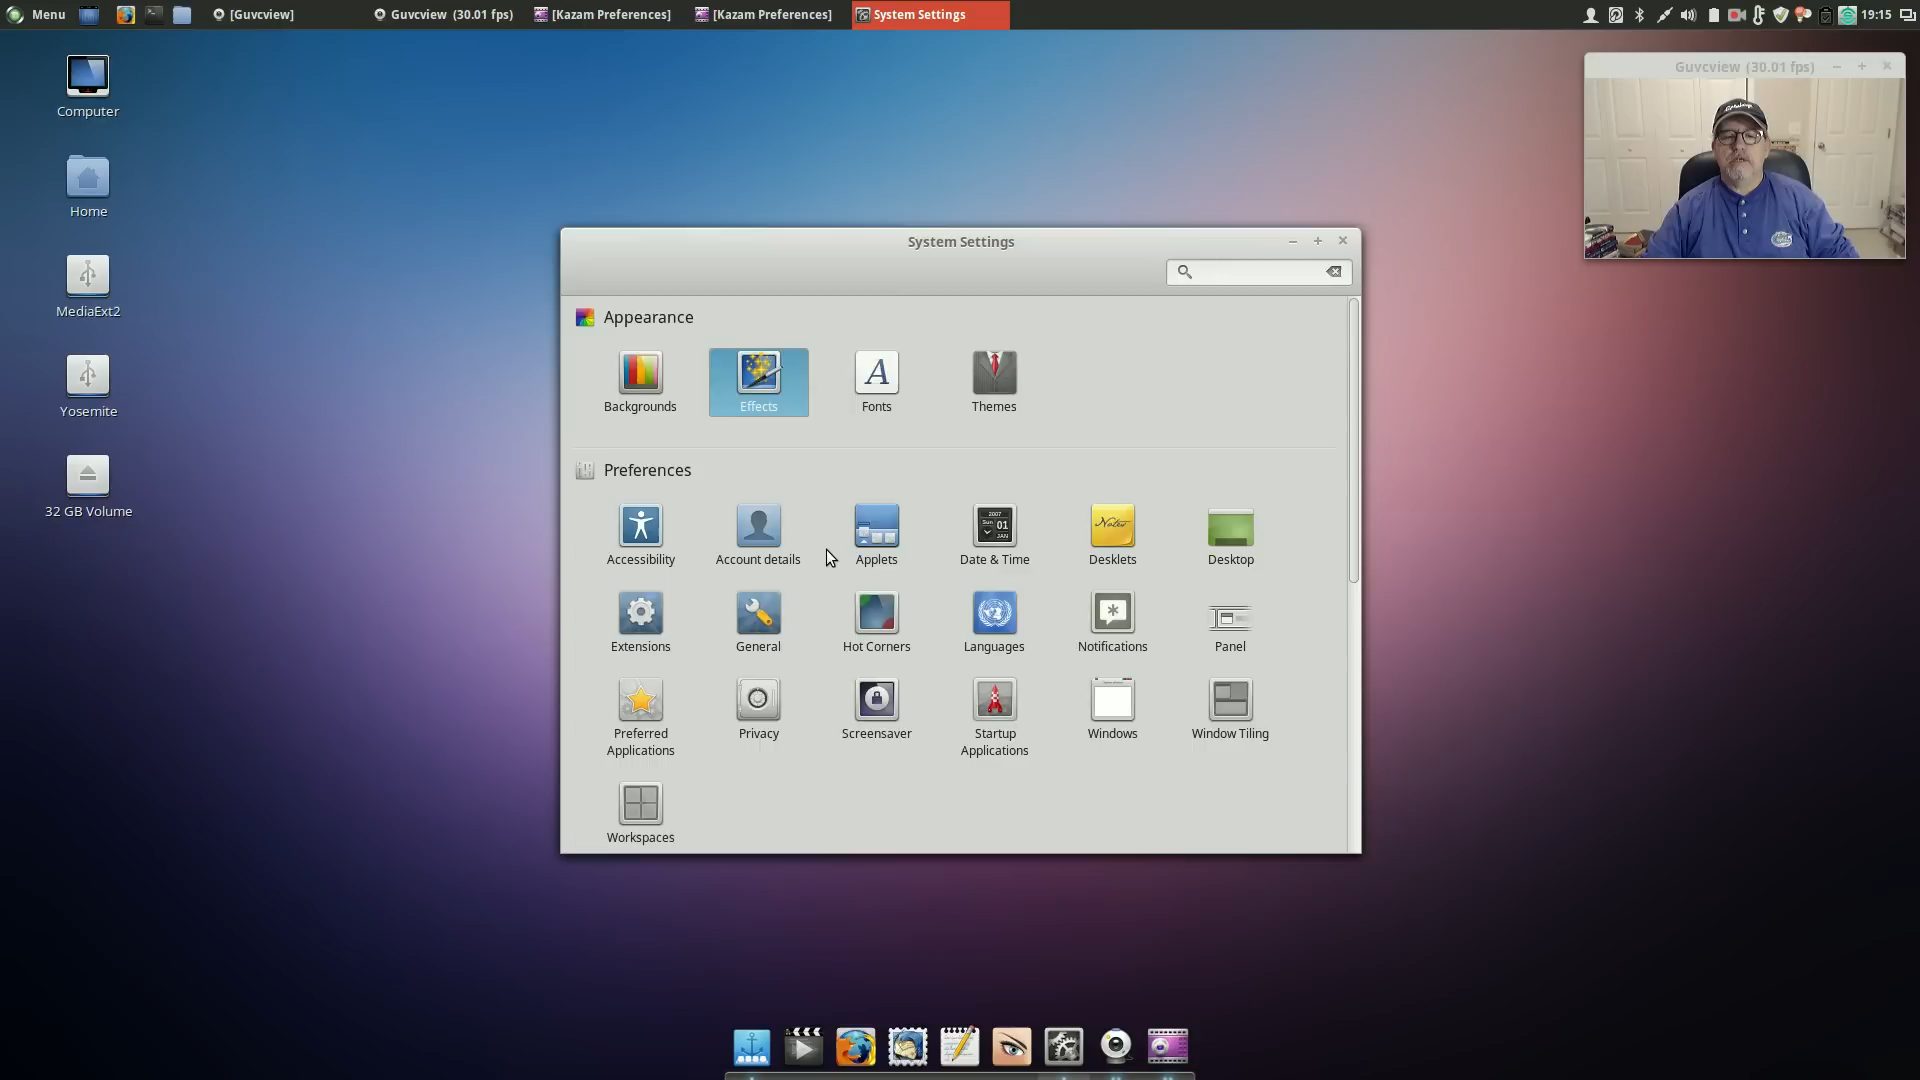 Menu
[Guvcview]
Guvcview (30.01 fps)
[Kazam Preferences]
[Kazam Preferences]
System Settings
19:15
Computer
Home
MediaExt2
Yosemite
32 GB Volume
Guvcview (30.01 fps)
System Settings
Appearance
Backgrounds
Effects
Fonts
Themes
Preferences
Accessibility
Account details
Applets
Date & Time
Desklets
Desktop
Extensions
General
Hot Corners
Languages
Notifications
Panel
Preferred
Applications
Privacy
Screensaver
Startup
Applications
Windows
Window Tiling
Workspaces